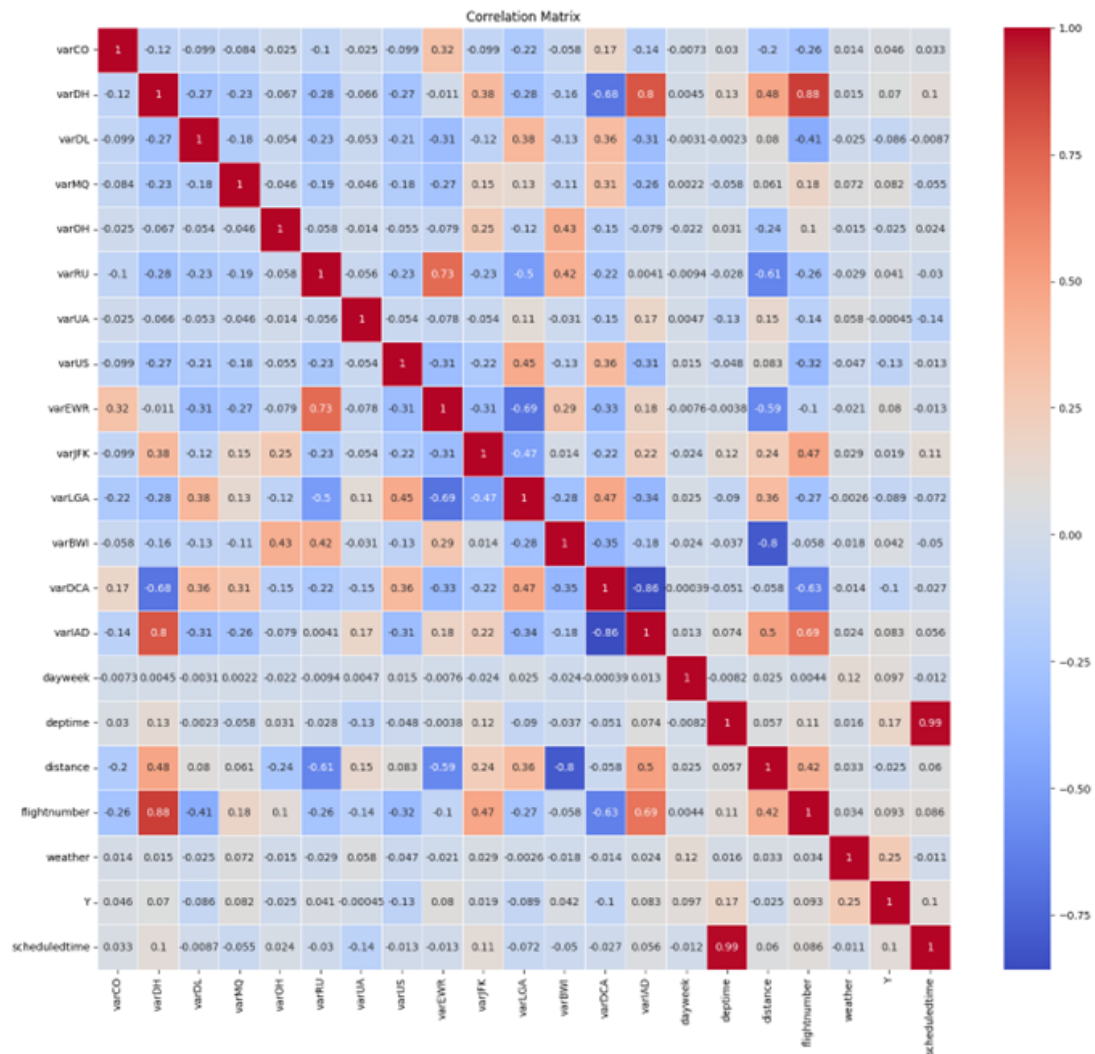 Correlation Matrix
varCO 1 -0.12 -0.099 -0.084 -0.025 -0.1 -0.025 -0.099 0.32 -0.099 -0.22 -0.058 0.17 -0.14 -0.0073 0.03 -0.2 -0.26 0.014 0.046 0.033
varDH -0.12 1 -0.27 -0.23 -0.067 -0.28 -0.066 -0.27 -0.011 0.38 -0.28 -0.16 -0.68 0.8 0.0045 0.13 0.48 0.88 0.015 0.07 0.1
varDL -0.099 -0.27 1 -0.18 -0.054 -0.23 -0.053 -0.21 -0.31 -0.12 0.38 -0.13 0.36 -0.31 -0.0031 -0.0023 0.08 -0.41 -0.025 -0.086 -0.0087
varMQ -0.084 -0.23 -0.18 1 -0.046 -0.19 -0.046 -0.18 -0.27 0.15 0.13 -0.11 0.31 -0.26 0.0022 -0.058 0.061 0.18 0.072 0.082 -0.055
varOH -0.025 -0.067 -0.054 -0.046 1 -0.058 -0.014 -0.055 -0.079 0.25 -0.12 0.43 -0.15 -0.079 -0.022 0.031 -0.24 0.1 -0.015 -0.025 0.024
varRU -0.1 -0.28 -0.23 -0.19 -0.058 1 -0.056 -0.23 0.73 -0.23 -0.5 0.42 -0.22 0.0041 -0.0094 -0.028 -0.61 -0.26 -0.029 0.041 -0.03
varUA -0.025 -0.066 -0.053 -0.046 -0.014 -0.056 1 -0.054 -0.078 -0.054 0.11 -0.031 -0.15 0.17 0.0047 -0.13 0.15 -0.14 0.058 -0.00045 -0.14
varUS -0.099 -0.27 -0.21 -0.18 -0.055 -0.23 -0.054 1 -0.31 -0.22 0.45 -0.13 0.36 -0.31 0.015 -0.048 0.083 -0.32 -0.047 -0.13 -0.013
varEWR 0.32 -0.011 -0.31 -0.27 -0.079 0.73 -0.078 -0.31 1 -0.31 -0.69 0.29 -0.33 0.18 -0.0076 -0.0038 -0.59 -0.1 -0.021 0.08 -0.013
varJFK -0.099 0.38 -0.12 0.15 0.25 -0.23 -0.054 -0.22 -0.31 1 -0.47 0.014 -0.22 0.22 -0.024 0.12 0.24 0.47 0.029 0.019 0.11
varLGA -0.22 -0.28 0.38 0.13 -0.12 -0.5 0.11 0.45 -0.69 -0.47 1 -0.28 0.47 -0.34 0.025 -0.09 0.36 -0.27 -0.0026 -0.089 -0.072
varBWI -0.058 -0.16 -0.13 -0.11 0.43 0.42 -0.031 -0.13 0.29 0.014 -0.28 1 -0.35 -0.18 -0.024 -0.037 -0.8 -0.058 -0.018 0.042 -0.05
varDCA 0.17 -0.68 0.36 0.31 -0.15 -0.22 -0.15 0.36 -0.33 -0.22 0.47 -0.35 1 -0.86 -0.00039 -0.051 -0.058 -0.63 -0.014 -0.1 -0.027
varIAD -0.14 0.8 -0.31 -0.26 -0.079 0.0041 0.17 -0.31 0.18 0.22 -0.34 -0.18 -0.86 1 0.013 0.074 0.5 0.69 0.024 0.083 0.056
dayweek -0.0073 0.0045 -0.0031 0.0022 -0.022 -0.0094 0.0047 0.015 -0.0076 -0.024 0.025 -0.024 -0.00039 0.013 1 -0.0082 0.025 0.0044 0.12 0.097 -0.012
deptime 0.03 0.13 -0.0023 -0.058 0.031 -0.028 -0.13 -0.048 -0.0038 0.12 -0.09 -0.037 -0.051 0.074 -0.0082 1 0.057 0.11 0.016 0.17 0.99
distance -0.2 0.48 0.08 0.061 -0.24 -0.61 0.15 0.083 -0.59 0.24 0.36 -0.8 -0.058 0.5 0.025 0.057 1 0.42 0.033 -0.025 0.06
flightnumber -0.26 0.88 -0.41 0.18 0.1 -0.26 -0.14 -0.32 -0.1 0.47 -0.27 -0.058 -0.63 0.69 0.0044 0.11 0.42 1 0.034 0.093 0.086
weather 0.014 0.015 -0.025 0.072 -0.015 -0.029 0.058 -0.047 -0.021 0.029 -0.0026 -0.018 -0.014 0.024 0.12 0.016 0.033 0.034 1 0.25 -0.011
Y 0.046 0.07 -0.086 0.082 -0.025 0.041 -0.00045 -0.13 0.08 0.019 -0.089 0.042 -0.1 0.083 0.097 0.17 -0.025 0.093 0.25 1 0.1
scheduledtime 0.033 0.1 -0.0087 -0.055 0.024 -0.03 -0.14 -0.013 -0.013 0.11 -0.072 -0.05 -0.027 0.056 -0.012 0.99 0.06 0.086 -0.011 0.1 1
varCO varDH varDL varMQ varOH varRU varUA varUS varEWR varJFK varLGA varBWI varDCA varIAD dayweek deptime distance flightnumber weather Y scheduledtime
1.00
0.75
0.50
0.25
0.00
−0.25
−0.50
−0.75